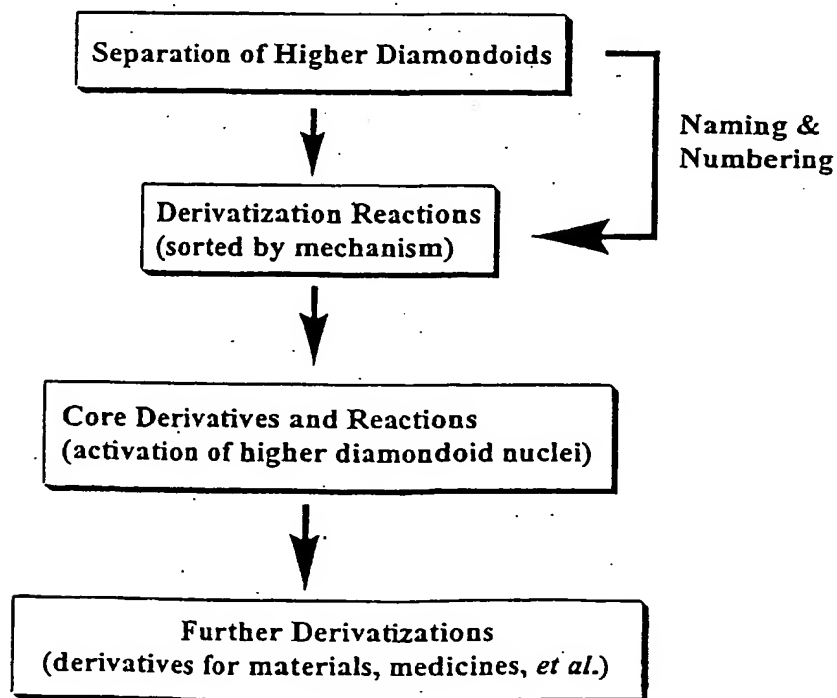 Separation of Higher Diamondoids
Naming &
Numbering
Derivatization Reactions
(sorted by mechanism)
Core Derivatives and Reactions
(activation of higher diamondoid nuclei)
Further Derivatizations
(derivatives for materials, medicines, et al.)